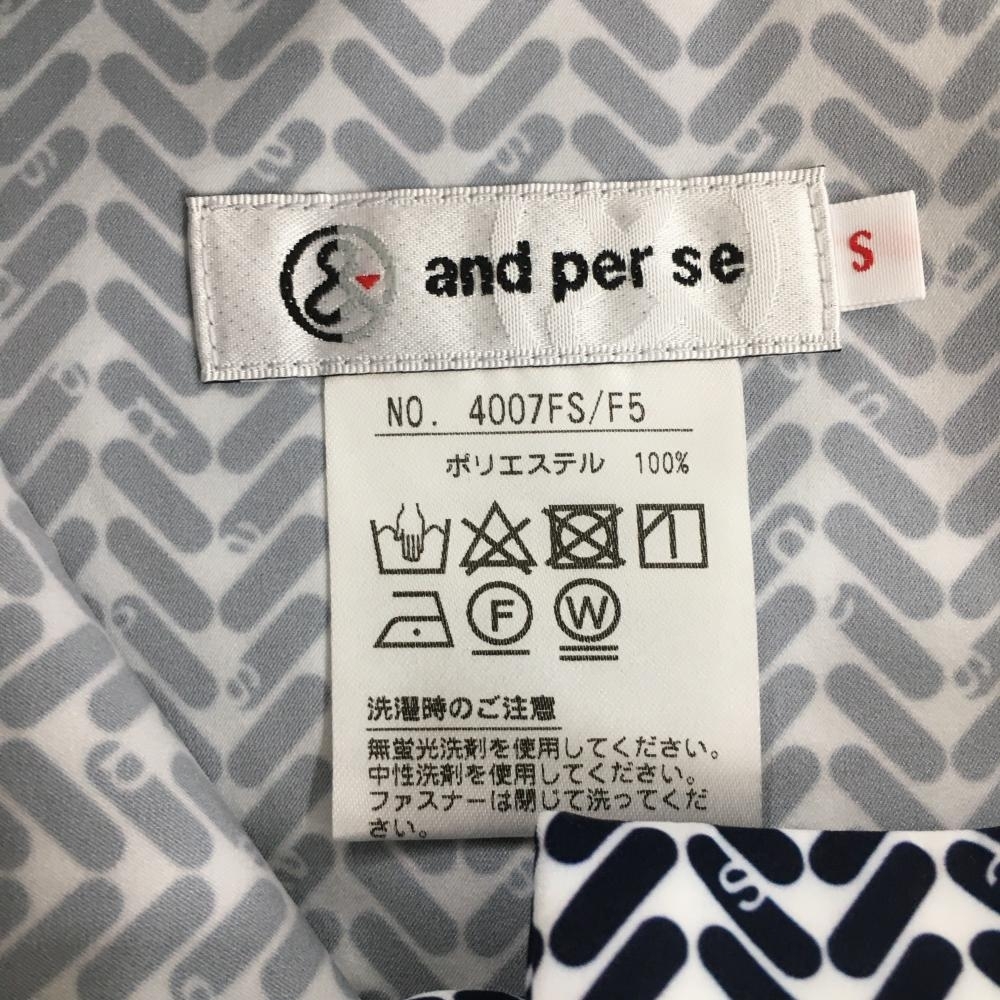 and per se
S
NO. 4007FS/F5
ポリエステル 100%
F
W
洗濯時のご注意
無蛍光洗剤を使用してください。
中性洗剤を使用してください。
ファスナーは閉じて洗ってくだ
さい。